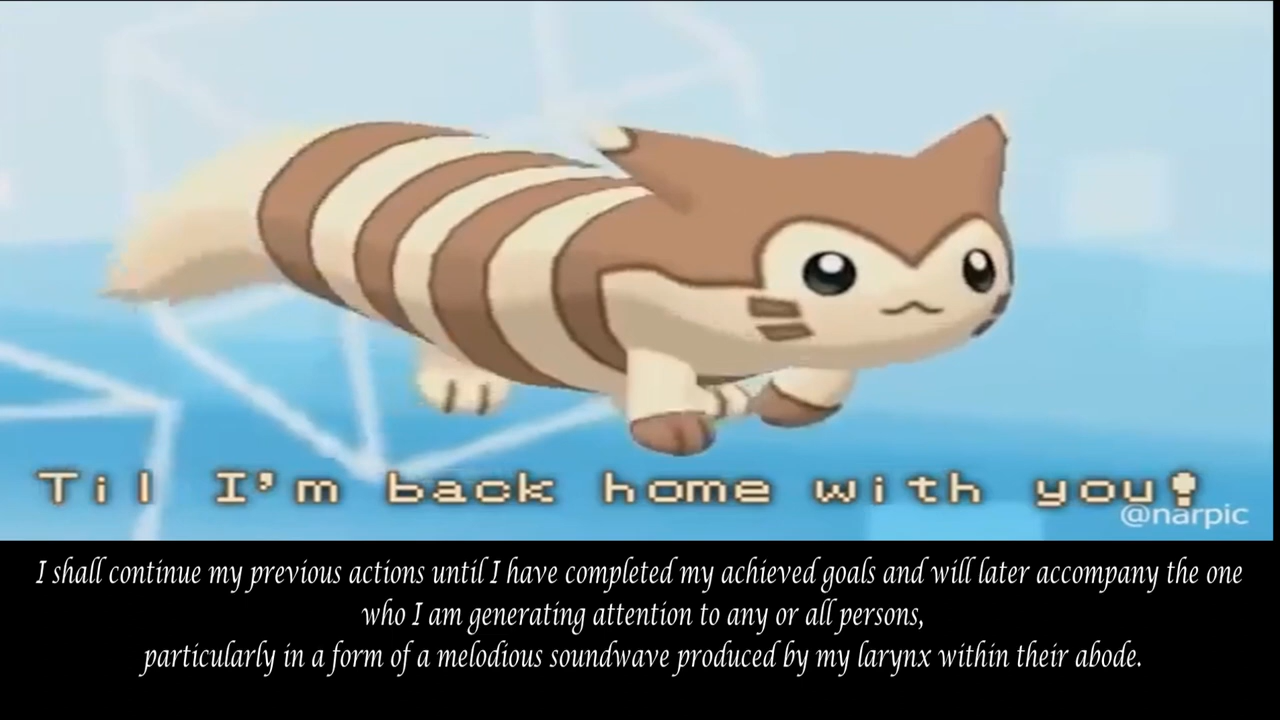 Til I'm back home with you!
@narpic
I shall continue my previous actions until I have completed my achieved goals and will later accompany the one
who I am generating attention to any or all persons,
particularly in a form of a melodious soundwave produced by my larynx within their abode.